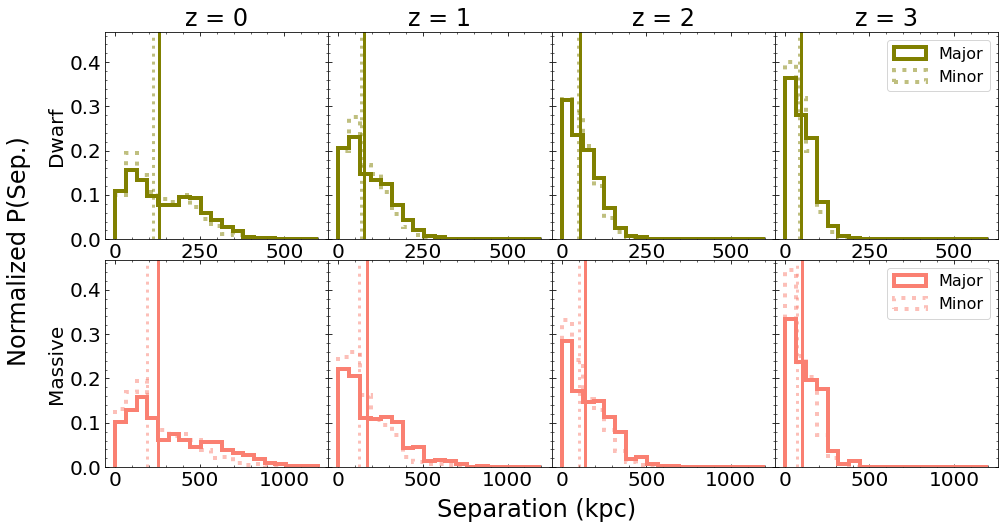 z = 0 z = 1 z = 2 z = 3
Normalized P(Sep.)
Dwarf
0.4
0.3
0.2
0.1
0.0
Major
Minor
0 250 500 0 250 500 0 250 500 0 250 500
Massive
0.4
0.3
0.2
0.1
0.0
Major
Minor
0 500 1000 0 500 1000 0 500 1000 0 500 1000
Separation (kpc)